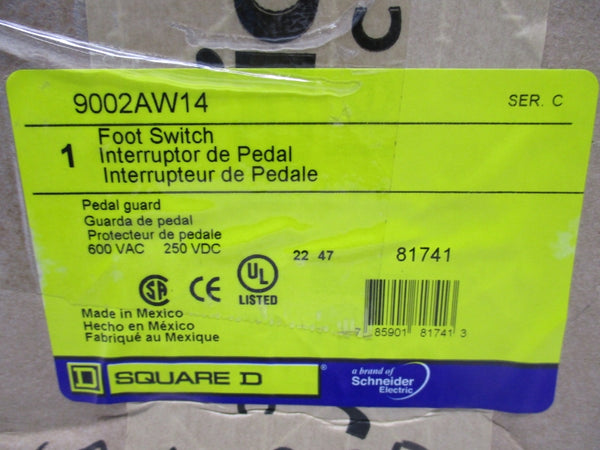 9002AW14
SER. C
1
Foot Switch
Interruptor de Pedal
Interrupteur de Pedale
Pedal guard
Guarda de pedal
Protecteur de pedale
600 VAC 250 VDC
22 47
81741
SA
CE
UL
LISTED
7 85901 81741 3
Made in Mexico
Hecho en México
Fabriqué au Mexique
D
SQUARE D
a brand of
Schneider
Electric